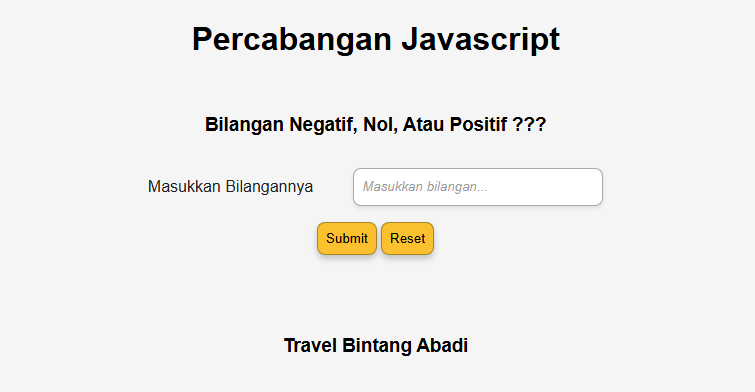 Percabangan Javascript
Bilangan Negatif, Nol, Atau Positif ???
Masukkan Bilangannya
Masukkan bilangan...
Submit Reset
Travel Bintang Abadi